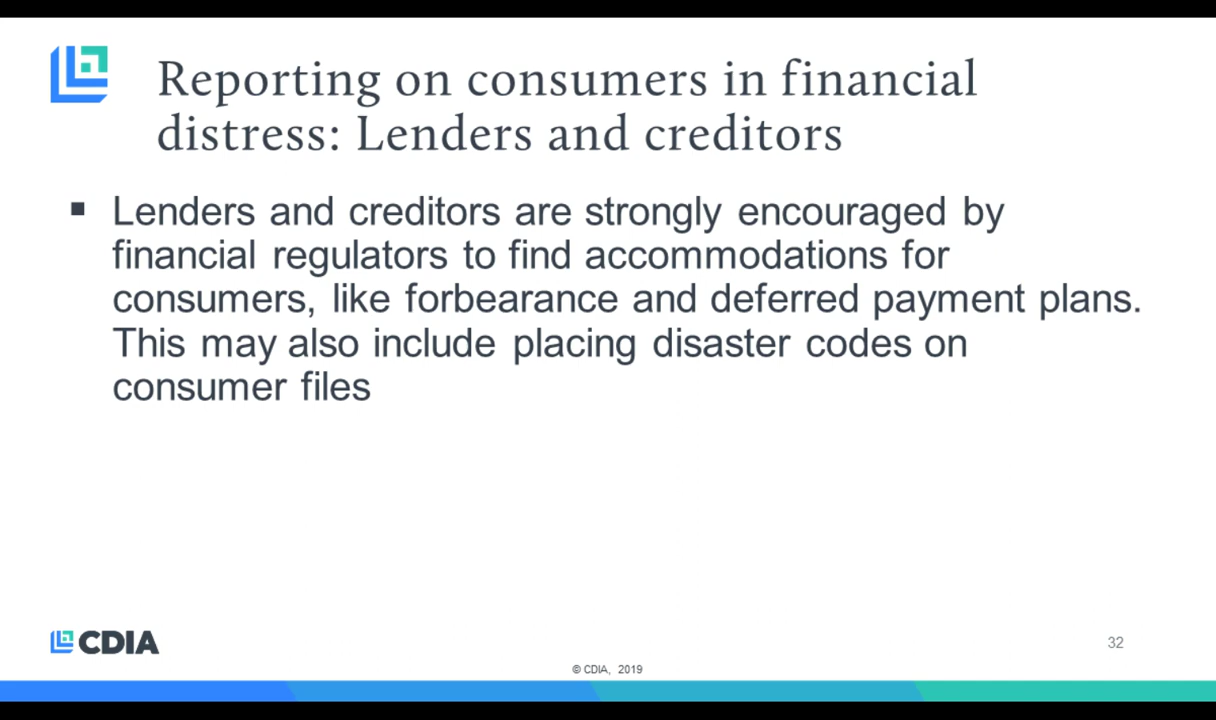 Reporting on consumers in financial
distress: Lenders and creditors
▪ Lenders and creditors are strongly encouraged by
financial regulators to find accommodations for
consumers, like forbearance and deferred payment plans.
This may also include placing disaster codes on
consumer files
CDIA
32
© CDIA, 2019